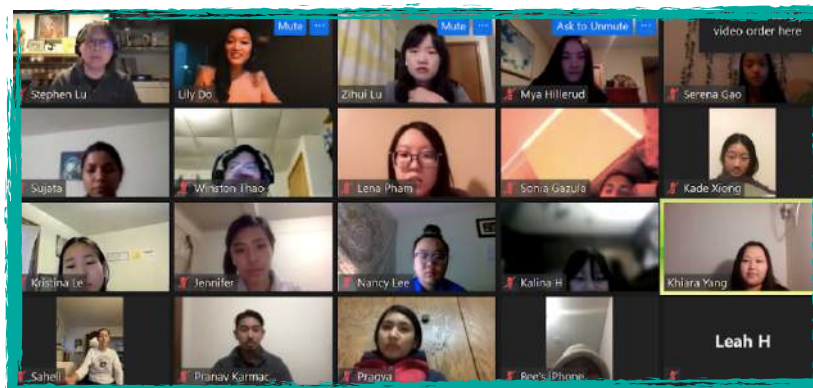 Mute ...
Mute ...
Ask to Unmute ...
video order here
Stephen Lu
Lily Do
Zihui Lu
Mya Hillerud
Serena Gao
Sujata
Winston Thao
Lena Pham
Sonia Gazula
Kade Xiong
Kristina Le
Jennifer
Nancy Lee
Kalina H
Khiara Yang
Leah H
Saheli
Pranav Karmac...
Pragya
Bee's iPhone